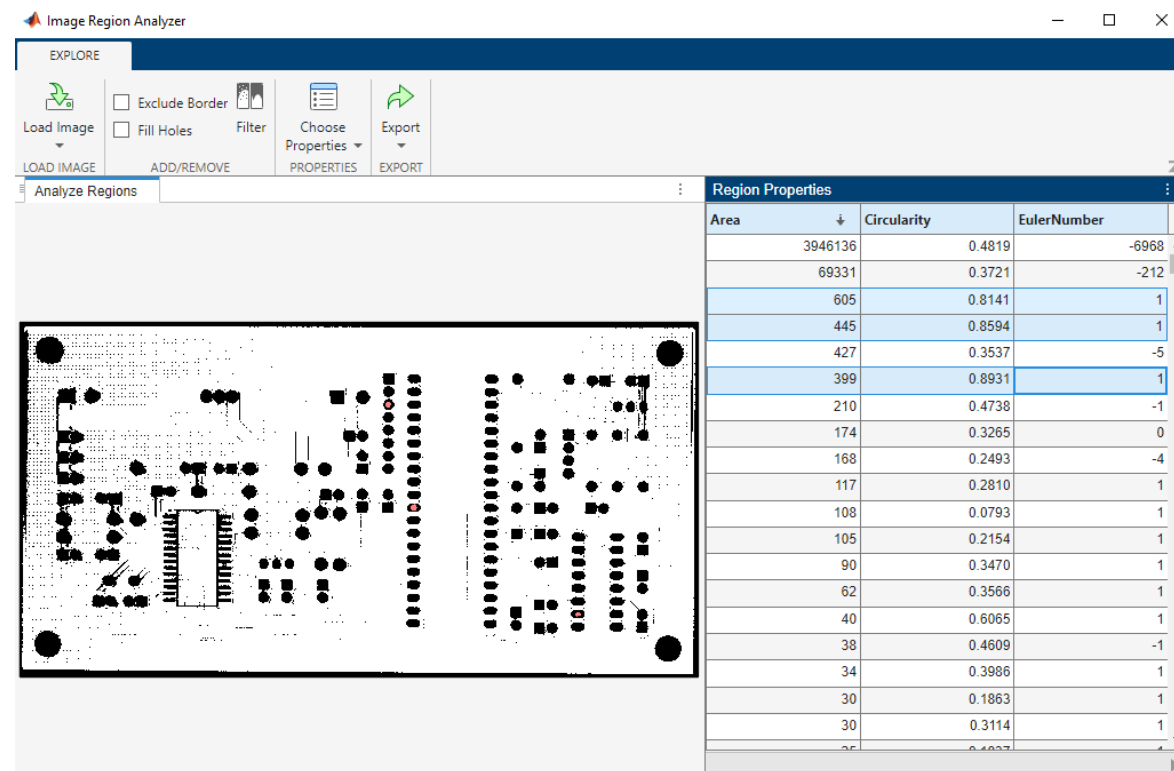 Image Region Analyzer
EXPLORE
Load Image
Exclude Border
Fill Holes
Filter
Choose
Properties
Export
LOAD IMAGE ADD/REMOVE PROPERTIES EXPORT
Analyze Regions
Region Properties
Area Circularity EulerNumber
3946136 0.4819 -6968
69331 0.3721 -212
605 0.8141 1
445 0.8594 1
427 0.3537 -5
399 0.8931 1
210 0.4738 -1
174 0.3265 0
168 0.2493 -4
117 0.2810 1
108 0.0793 1
105 0.2154 1
90 0.3470 1
62 0.3566 1
40 0.6065 1
38 0.4609 -1
34 0.3986 1
30 0.1863 1
30 0.3114 1